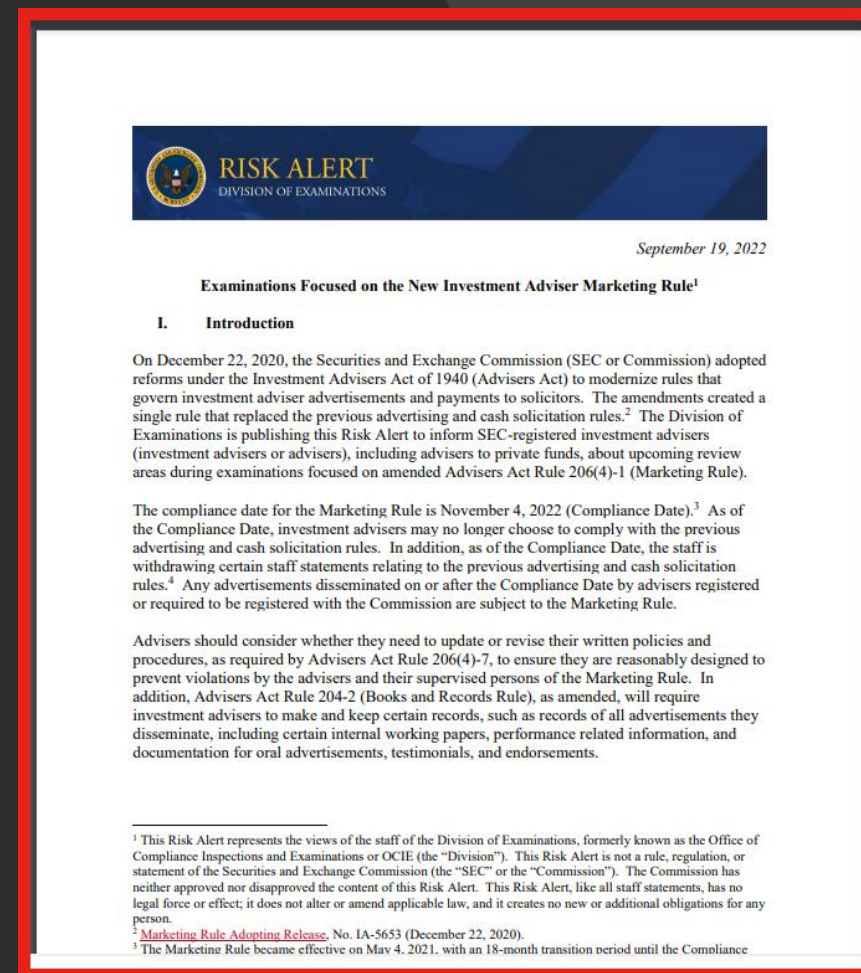 RISK ALERT
DIVISION OF EXAMINATIONS
September 19, 2022
Examinations Focused on the New Investment Adviser Marketing Rule1
I. Introduction
On December 22, 2020, the Securities and Exchange Commission (SEC or Commission) adopted
reforms under the Investment Advisers Act of 1940 (Advisers Act) to modernize rules that
govern investment adviser advertisements and payments to solicitors. The amendments created a
single rule that replaced the previous advertising and cash solicitation rules.2 The Division of
Examinations is publishing this Risk Alert to inform SEC-registered investment advisers
(investment advisers or advisers), including advisers to private funds, about upcoming review
areas during examinations focused on amended Advisers Act Rule 206(4)-1 (Marketing Rule).
The compliance date for the Marketing Rule is November 4, 2022 (Compliance Date).3 As of
the Compliance Date, investment advisers may no longer choose to comply with the previous
advertising and cash solicitation rules. In addition, as of the Compliance Date, the staff is
withdrawing certain staff statements relating to the previous advertising and cash solicitation
rules.4 Any advertisements disseminated on or after the Compliance Date by advisers registered
or required to be registered with the Commission are subject to the Marketing Rule.
Advisers should consider whether they need to update or revise their written policies and
procedures, as required by Advisers Act Rule 206(4)-7, to ensure they are reasonably designed to
prevent violations by the advisers and their supervised persons of the Marketing Rule. In
addition, Advisers Act Rule 204-2 (Books and Records Rule), as amended, will require
investment advisers to make and keep certain records, such as records of all advertisements they
disseminate, including certain internal working papers, performance related information, and
documentation for oral advertisements, testimonials, and endorsements.
1 This Risk Alert represents the views of the staff of the Division of Examinations, formerly known as the Office of
Compliance Inspections and Examinations or OCIE (the “Division”). This Risk Alert is not a rule, regulation, or
statement of the Securities and Exchange Commission (the “SEC” or the “Commission”). The Commission has
neither approved nor disapproved the content of this Risk Alert. This Risk Alert, like all staff statements, has no
legal force or effect; it does not alter or amend applicable law, and it creates no new or additional obligations for any
person.
2 Marketing Rule Adopting Release, No. IA-5653 (December 22, 2020).
3 The Marketing Rule became effective on May 4, 2021, with an 18-month transition period until the Compliance